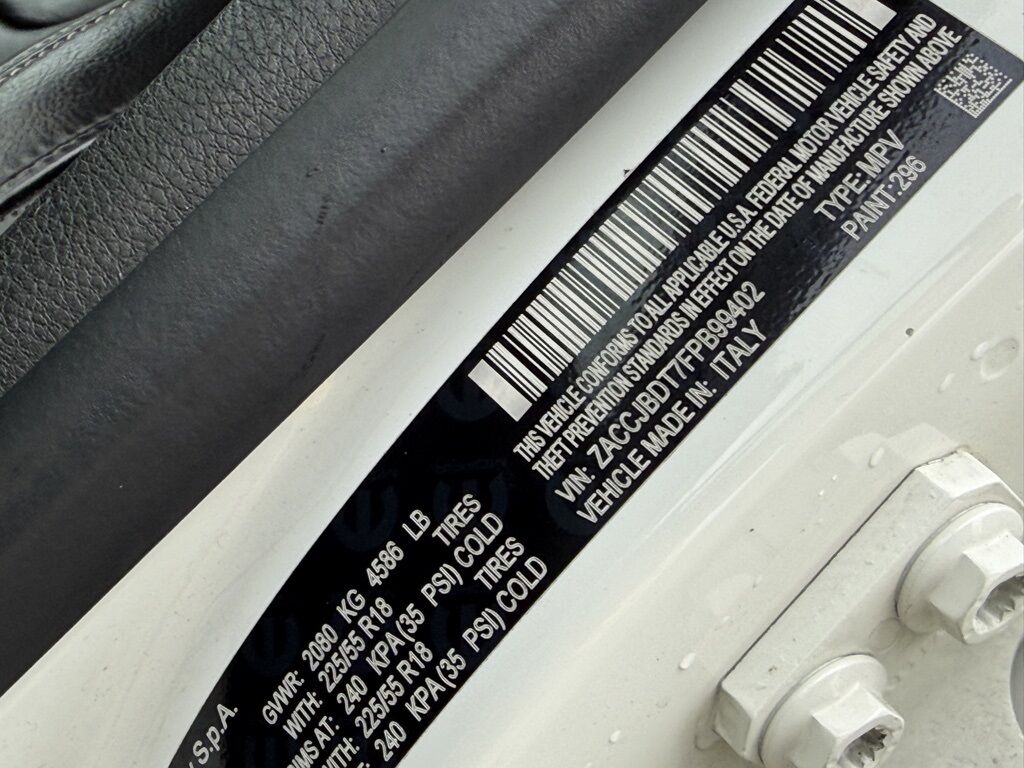 THIS VEHICLE CONFORMS TO ALL APPLICABLE U.S.A. FEDERAL MOTOR VEHICLE SAFETY AND
THEFT PREVENTION STANDARDS IN EFFECT ON THE DATE OF MANUFACTURE SHOWN ABOVE
VIN: ZACCJBDT7FPB99402 TYPE: MPV
VEHICLE MADE IN: ITALY PAINT:296
S.p.A.
GVWR: 2080 KG 4586 LB
WITH: 225/55 R18 TIRES
IMS AT: 240 KPA(35 PSI) COLD
WITH: 225/55 R18 TIRES
240 KPA(35 PSI) COLD